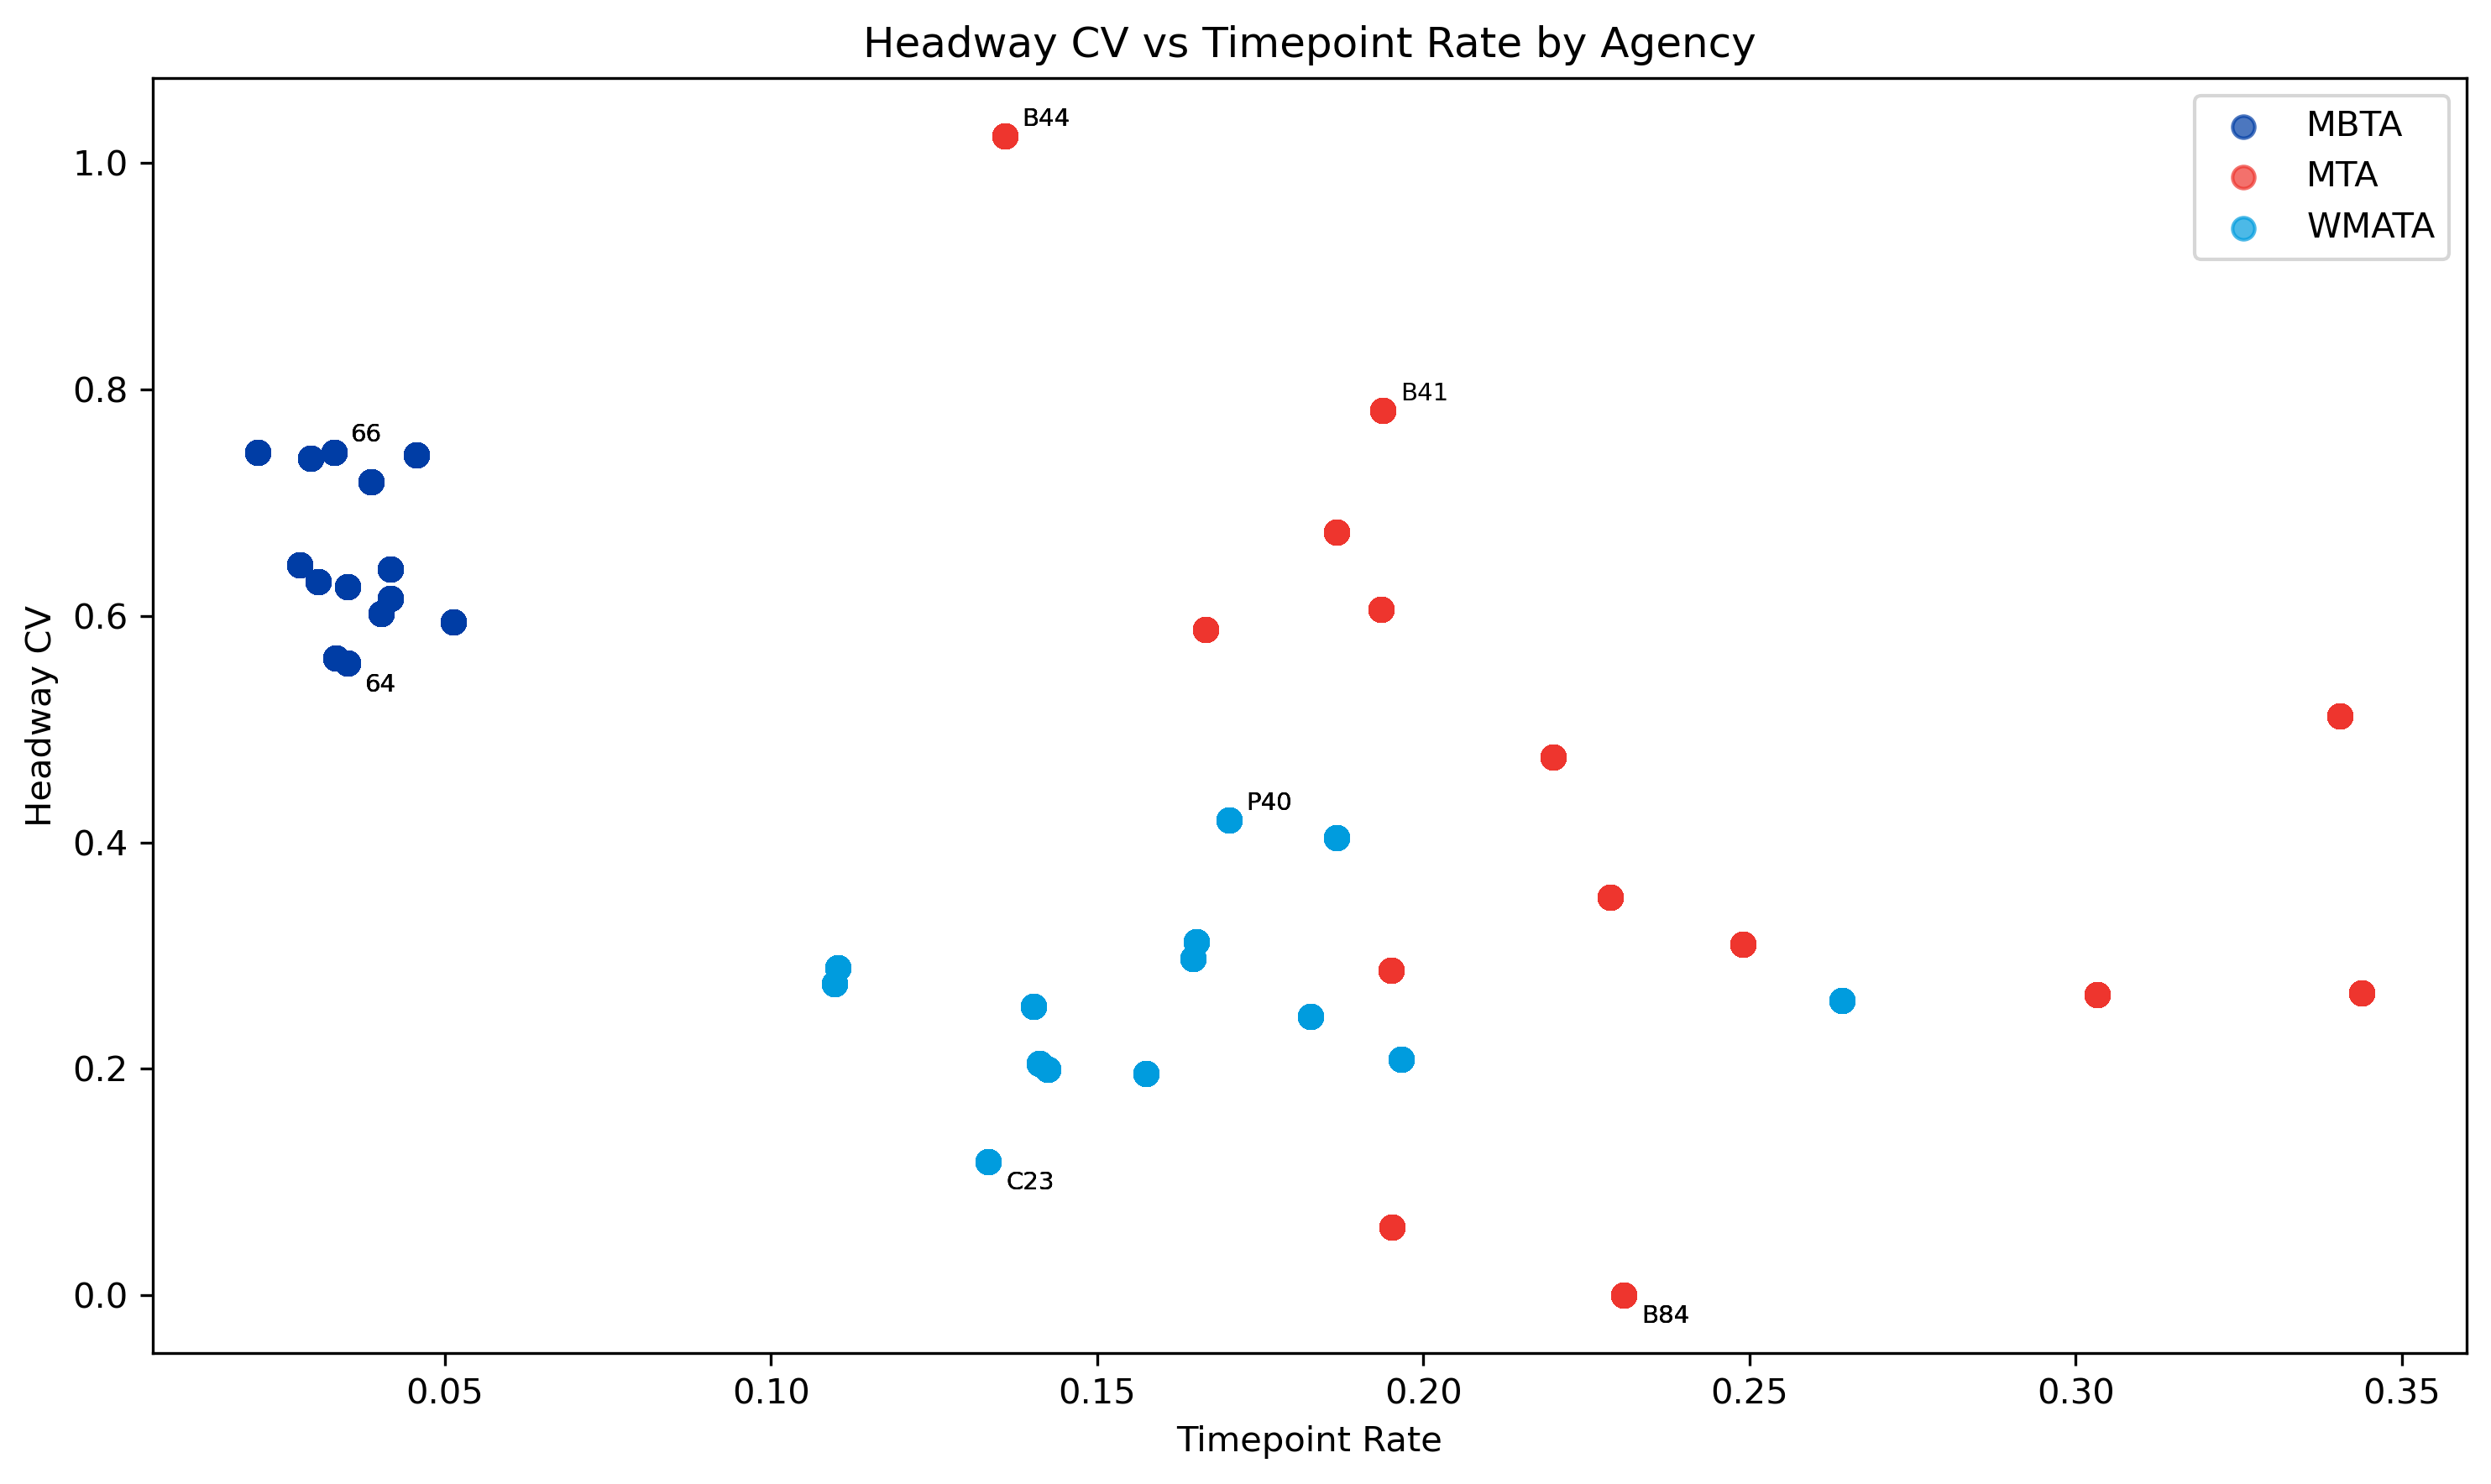 Headway CV vs Timepoint Rate by Agency
MBTA
MTA
WMATA
B44
B41
66
64
P40
C23
B84
1.0
0.8
0.6
0.4
0.2
0.0
Headway CV
0.05 0.10 0.15 0.20 0.25 0.30 0.35
Timepoint Rate